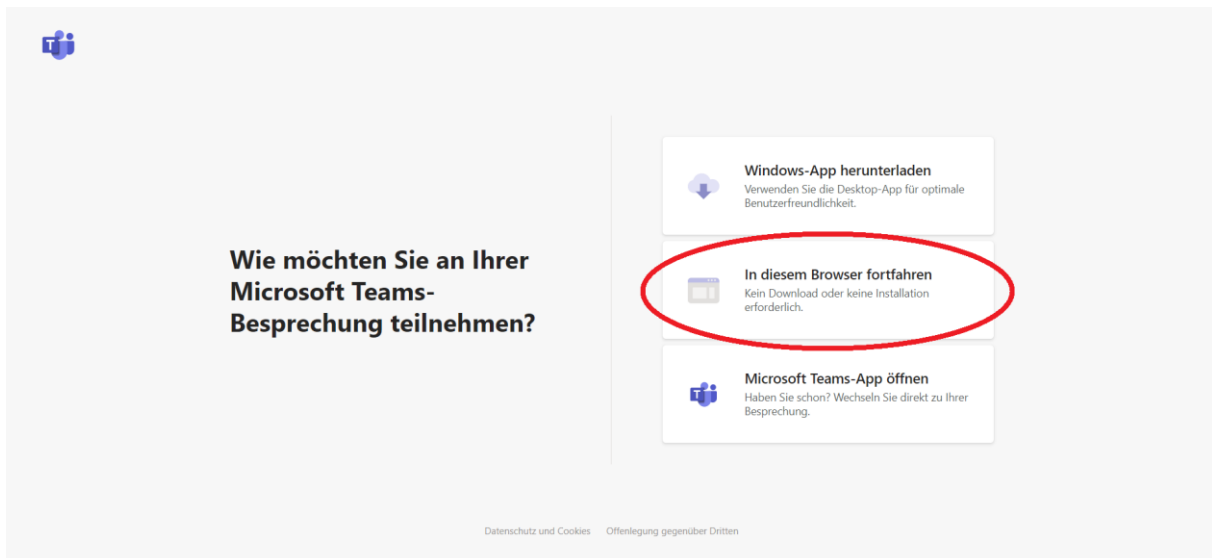 Wie möchten Sie an Ihrer
Microsoft Teams-
Besprechung teilnehmen?
Windows-App herunterladen
Verwenden Sie die Desktop-App für optimale
Benutzerfreundlichkeit.
In diesem Browser fortfahren
Kein Download oder keine Installation
erforderlich.
Microsoft Teams-App öffnen
Haben Sie schon? Wechseln Sie direkt zu Ihrer
Besprechung.
Datenschutz und Cookies Offenlegung gegenüber Dritten